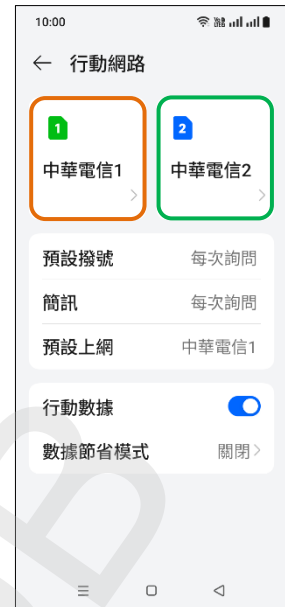 10:00
行動網路
1
2
中華電信1
中華電信2
預設撥號 每次詢問
簡訊 每次詢問
預設上網 中華電信1
行動數據
數據節省模式 關閉